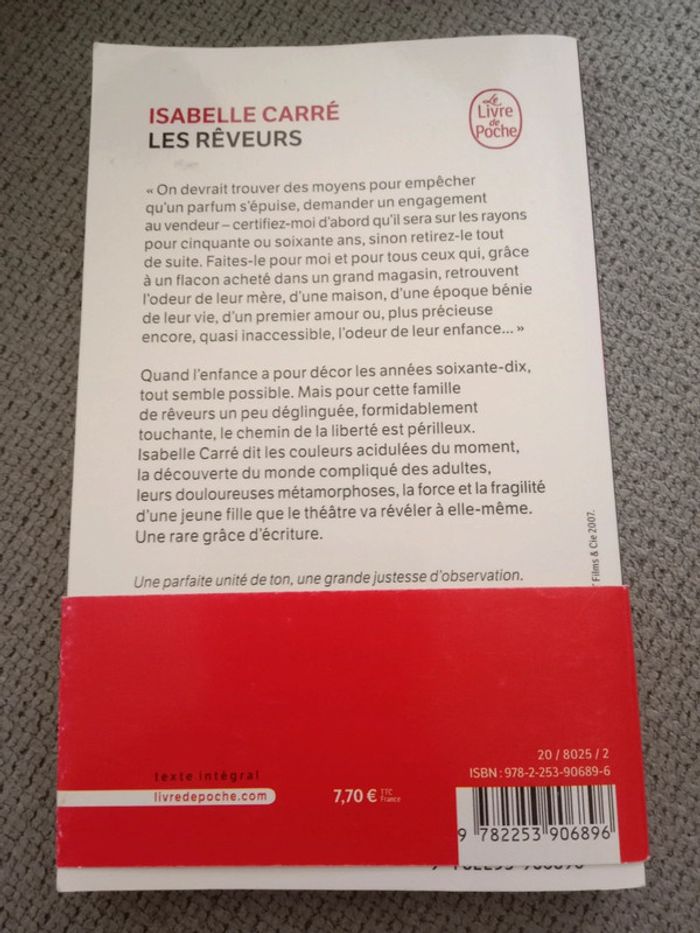 ISABELLE CARRÉ
LES RÊVEURS
Le
Livre
de
Poche
« On devrait trouver des moyens pour empêcher
qu'un parfum s'épuise, demander un engagement
au vendeur – certifiez-moi d'abord qu'il sera sur les rayons
pour cinquante ou soixante ans, sinon retirez-le tout
de suite. Faites-le pour moi et pour tous ceux qui, grâce
à un flacon acheté dans un grand magasin, retrouvent
l'odeur de leur mère, d'une maison, d'une époque bénie
de leur vie, d'un premier amour ou, plus précieuse
encore, quasi inaccessible, l'odeur de leur enfance... »
Quand l'enfance a pour décor les années soixante-dix,
tout semble possible. Mais pour cette famille
de rêveurs un peu déglinguée, formidablement
touchante, le chemin de la liberté est périlleux.
Isabelle Carré dit les couleurs acidulées du moment,
la découverte du monde compliqué des adultes,
leurs douloureuses métamorphoses, la force et la fragilité
d'une jeune fille que le théâtre va révéler à elle-même.
Une rare grâce d'écriture.
Une parfaite unité de ton, une grande justesse d'observation.
Films & Cie 2007.
texte intégral
livredepoche.com
7,70 € TTC
France
20 / 8025 / 2
ISBN : 978-2-253-90689-6
9 782253 906896